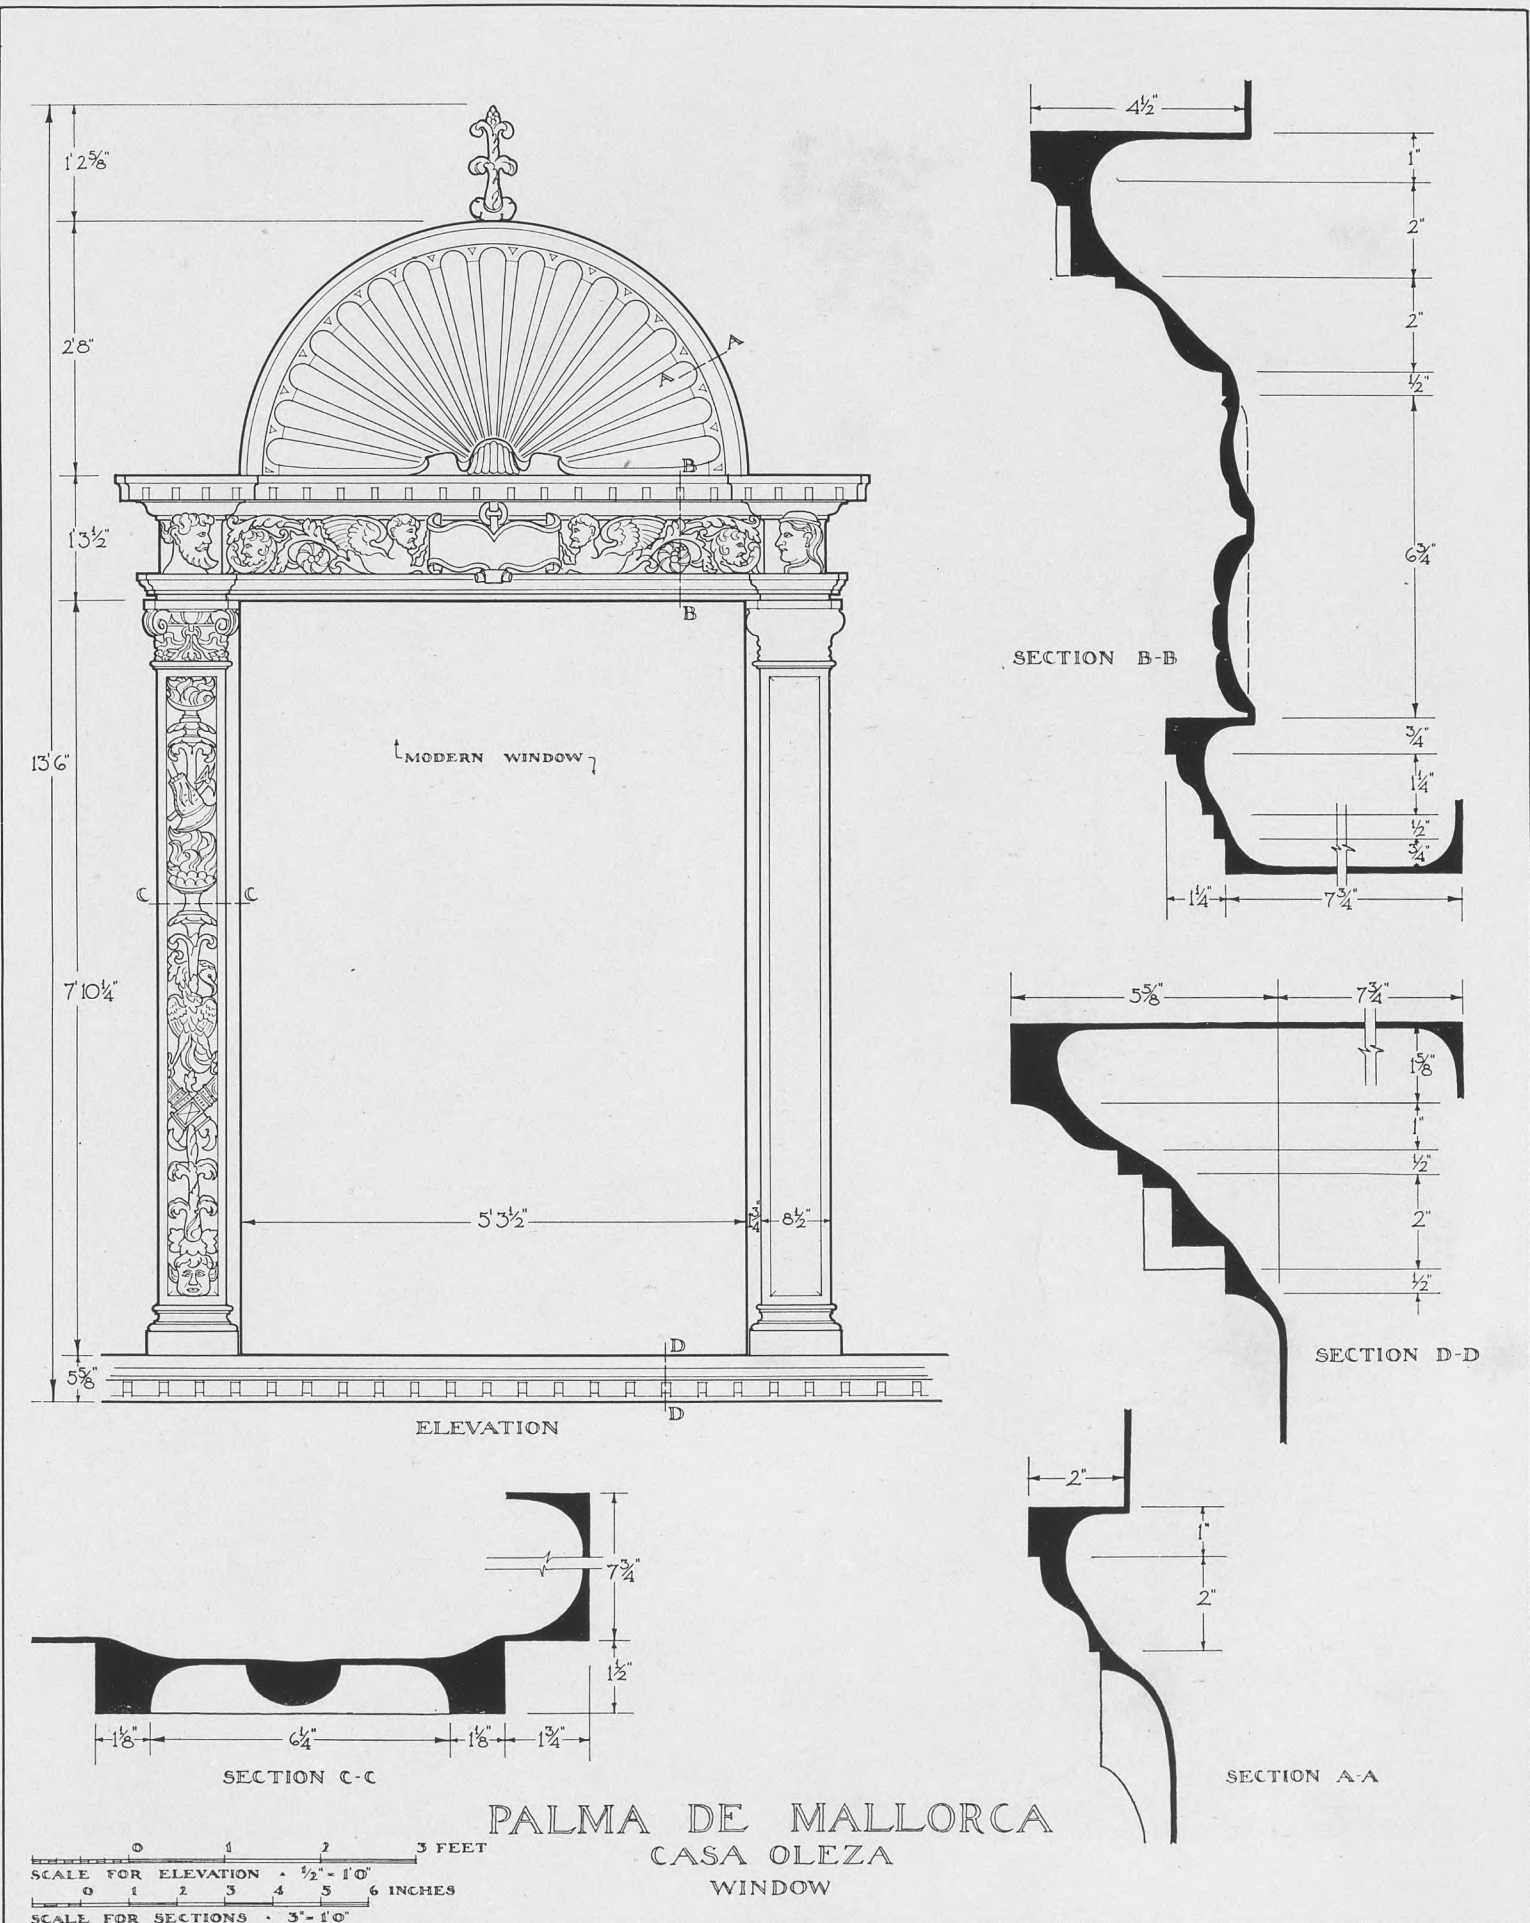 4½"
1'2⅝"
1"
2"
2'8"
A
A
2"
½"
B
1'3½"
6¾"
B
SECTION B-B
¾"
13'6"
MODERN WINDOW
1¼"
½"
¾"
C C
1¼" 7¾"
7'10¼"
5⅝" 7¾"
1⅝"
1"
½"
5'3½" 1¾" 8½"
2"
½"
D
SECTION D-D
5⅝"
D
ELEVATION
2"
1"
7¾"
2"
1½"
1⅛" 6¼" 1⅛" 1¾"
SECTION C-C
SECTION A-A
PALMA DE MALLORCA
CASA OLEZA
WINDOW
0 1 2 3 FEET
SCALE FOR ELEVATION · ½"=1'0"
0 1 2 3 4 5 6 INCHES
SCALE FOR SECTIONS · 3"=1'0"